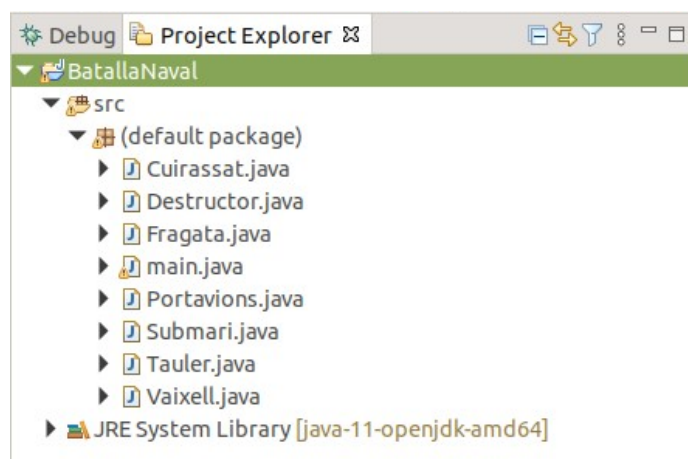 Debug Project Explorer
BatallaNaval
src
(default package)
Cuirassat.java
Destructor.java
Fragata.java
main.java
Portavions.java
Submari.java
Tauler.java
Vaixell.java
JRE System Library [java-11-openjdk-amd64]